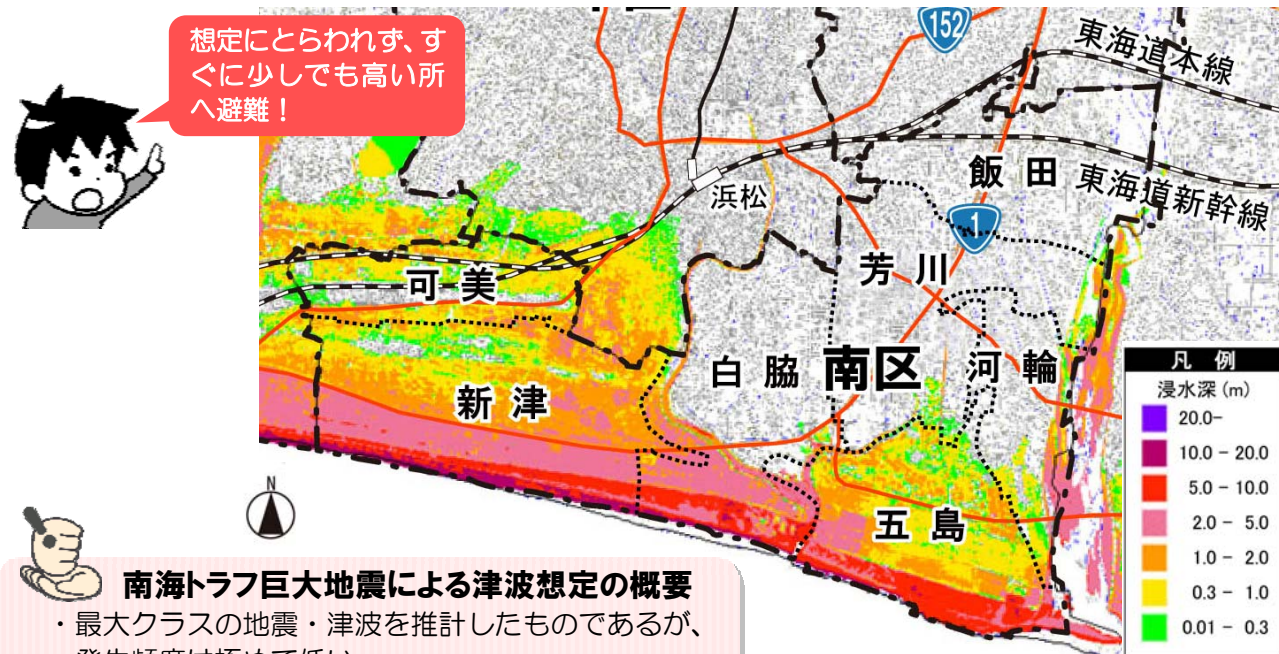 想定にとらわれず、す
ぐに少しでも高い所
へ避難！
152
東海道本線
飯田
東海道新幹線
浜松
1
可美
芳川
白脇
南区
河輪
新津
五島
N
凡例
浸水深(m)
20.0-
10.0 - 20.0
5.0 - 10.0
2.0 - 5.0
1.0 - 2.0
0.3 - 1.0
0.01 - 0.3
南海トラフ巨大地震による津波想定の概要
・最大クラスの地震・津波を推計したものであるが、